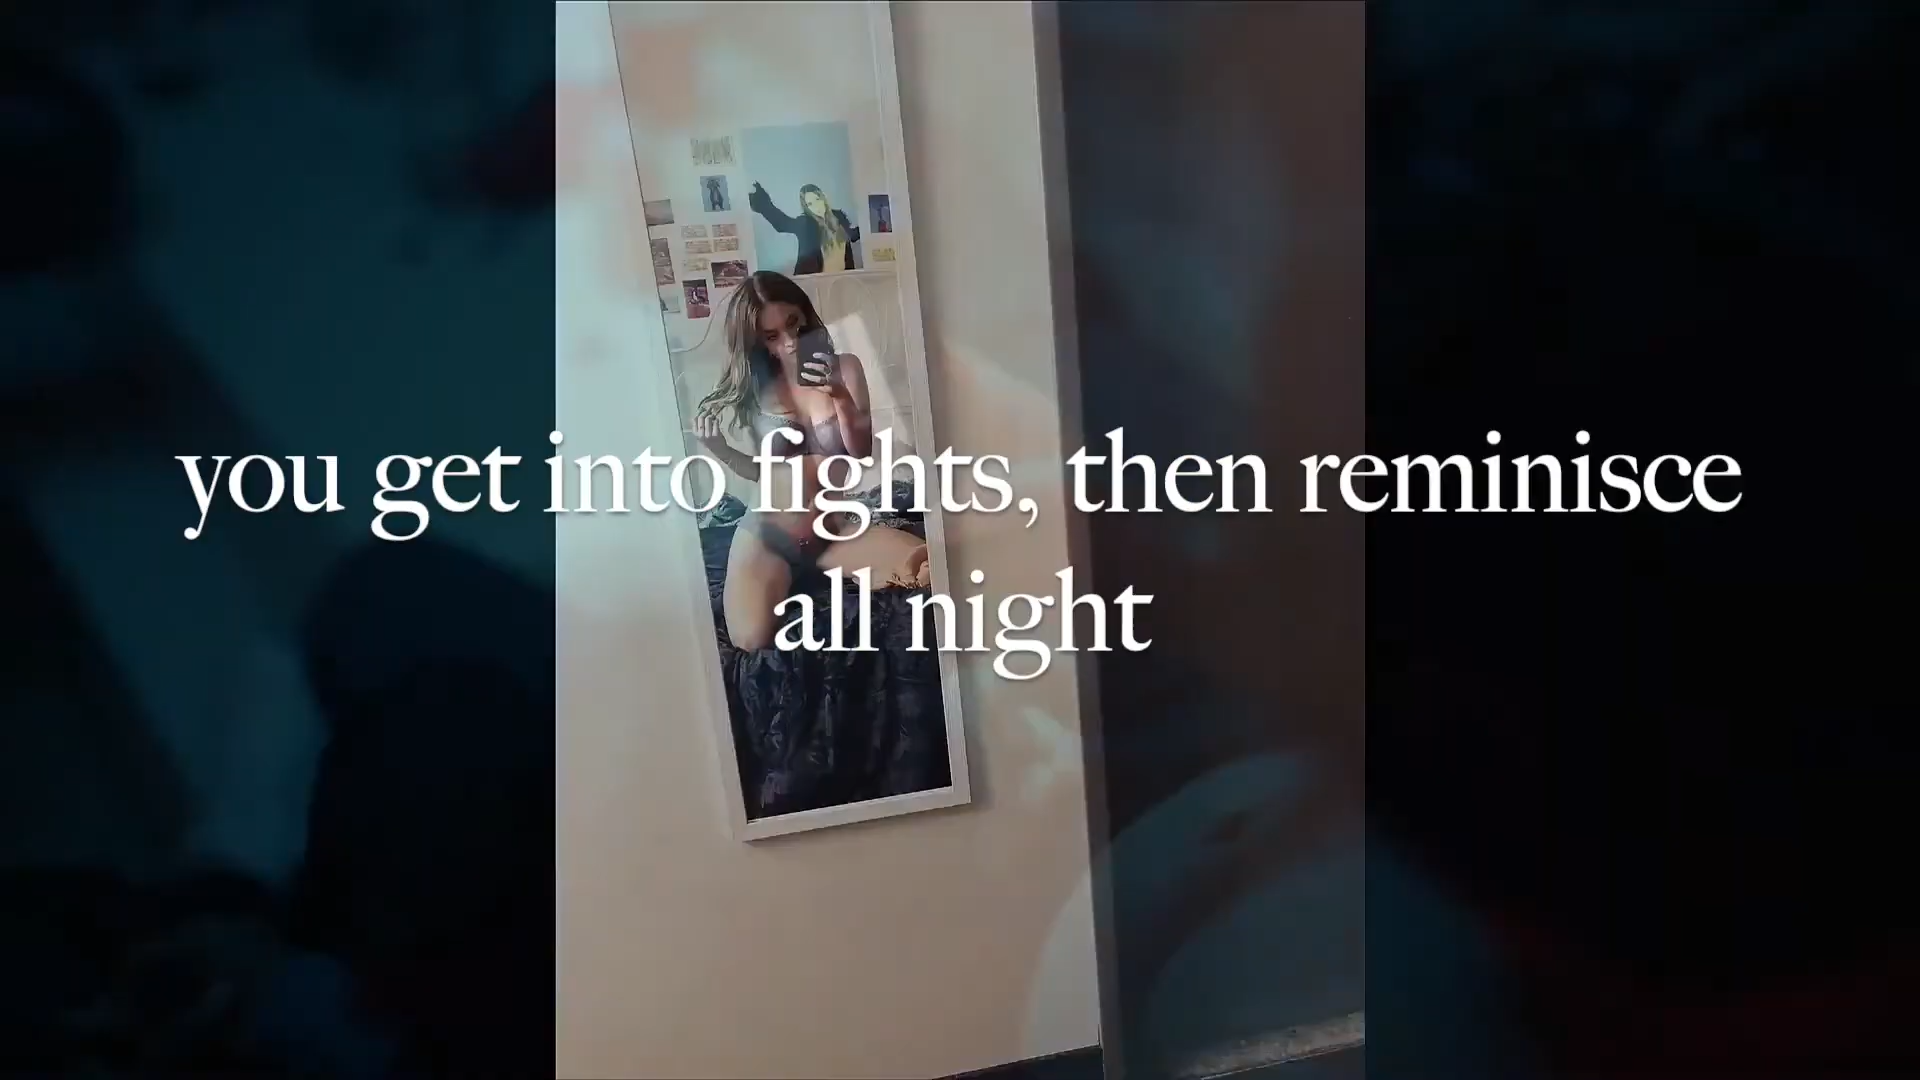 you get into fights, then reminisce
all night